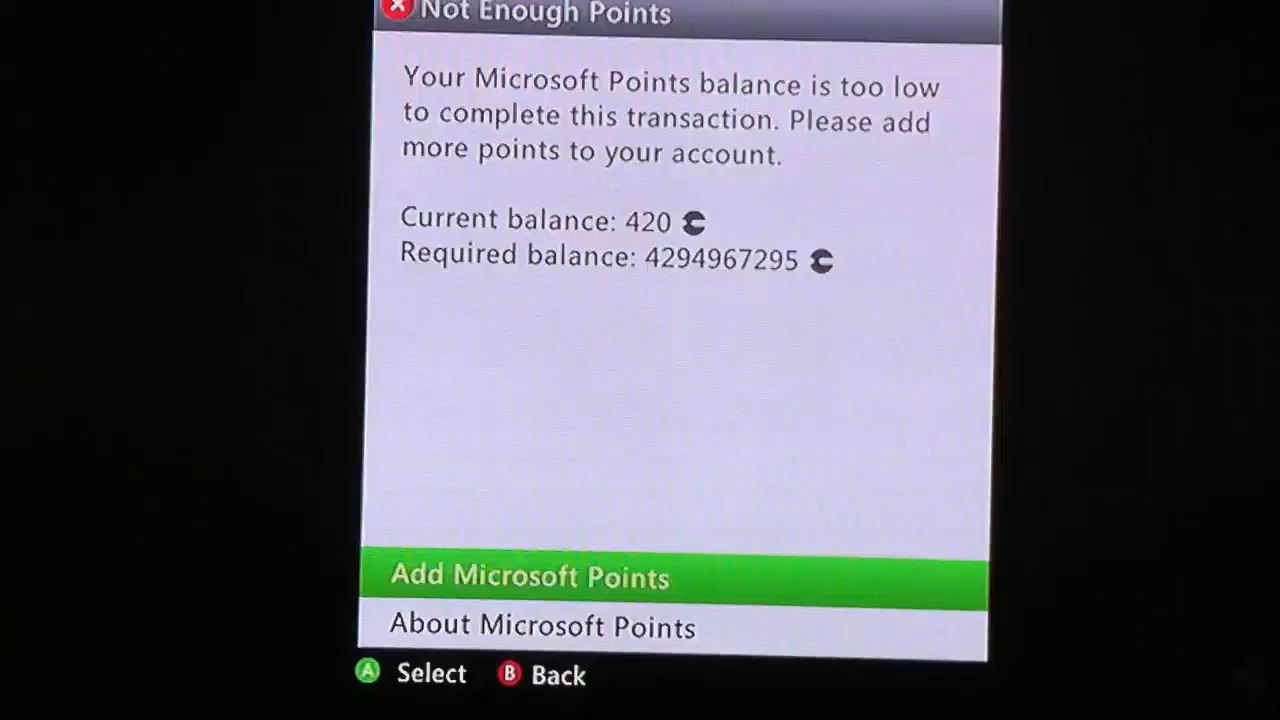 Not Enough Points
Your Microsoft Points balance is too low
to complete this transaction. Please add
more points to your account.
Current balance: 420
Required balance: 4294967295
Add Microsoft Points
About Microsoft Points
A Select B Back